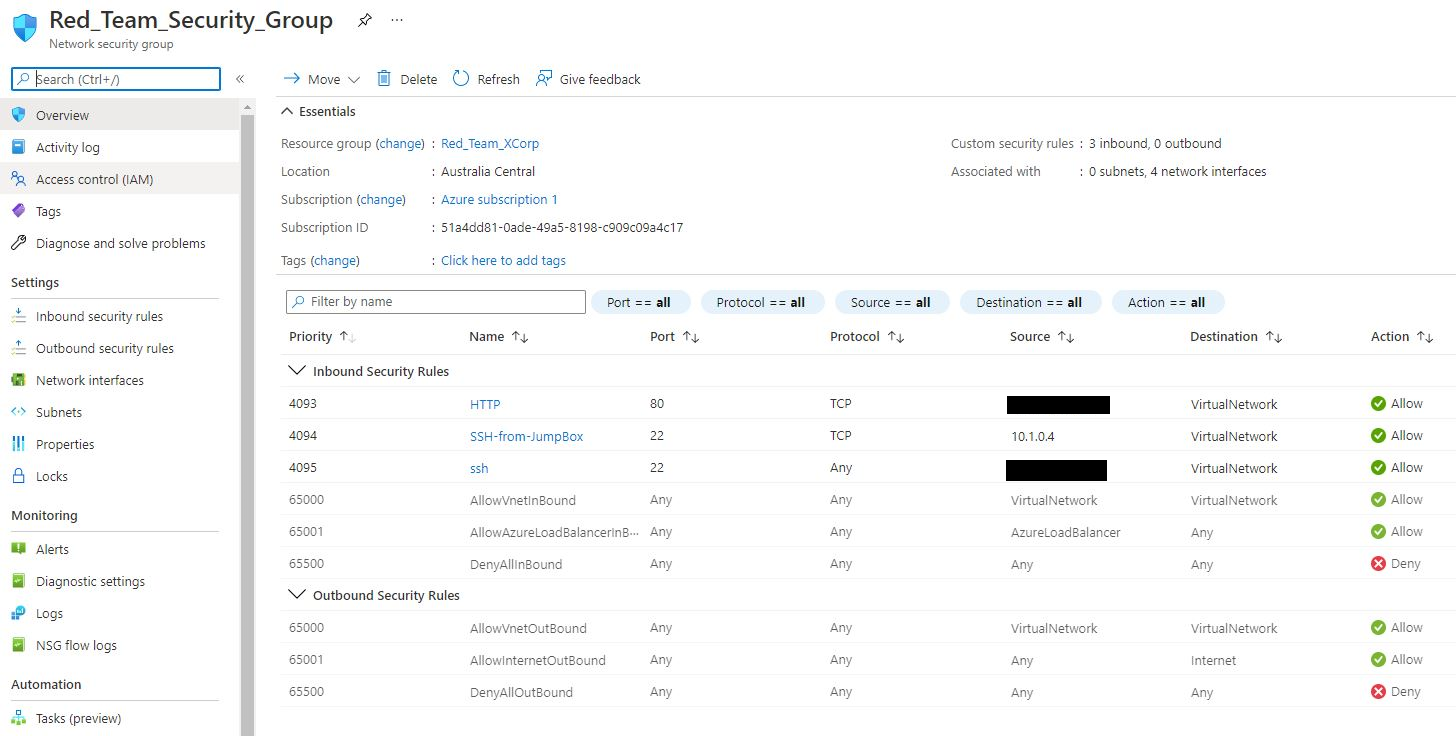 Red_Team_Security_Group ...
Network security group
Search (Ctrl+/) «
Overview
Activity log
Access control (IAM)
Tags
Diagnose and solve problems
Settings
Inbound security rules
Outbound security rules
Network interfaces
Subnets
Properties
Locks
Monitoring
Alerts
Diagnostic settings
Logs
NSG flow logs
Automation
Tasks (preview)
Move Delete Refresh Give feedback
Essentials
Resource group (change) : Red_Team_XCorp
Location : Australia Central
Subscription (change) : Azure subscription 1
Subscription ID : 51a4dd81-0ade-49a5-8198-c909c09a4c17
Tags (change) : Click here to add tags
Custom security rules : 3 inbound, 0 outbound
Associated with : 0 subnets, 4 network interfaces
Filter by name Port == all Protocol == all Source == all Destination == all Action == all
Priority Name Port Protocol Source Destination Action
Inbound Security Rules
4093 HTTP 80 TCP VirtualNetwork Allow
4094 SSH-from-JumpBox 22 TCP 10.1.0.4 VirtualNetwork Allow
4095 ssh 22 Any VirtualNetwork Allow
65000 AllowVnetInBound Any Any VirtualNetwork VirtualNetwork Allow
65001 AllowAzureLoadBalancerInB... Any Any AzureLoadBalancer Any Allow
65500 DenyAllInBound Any Any Any Any Deny
Outbound Security Rules
65000 AllowVnetOutBound Any Any VirtualNetwork VirtualNetwork Allow
65001 AllowInternetOutBound Any Any Any Internet Allow
65500 DenyAllOutBound Any Any Any Any Deny